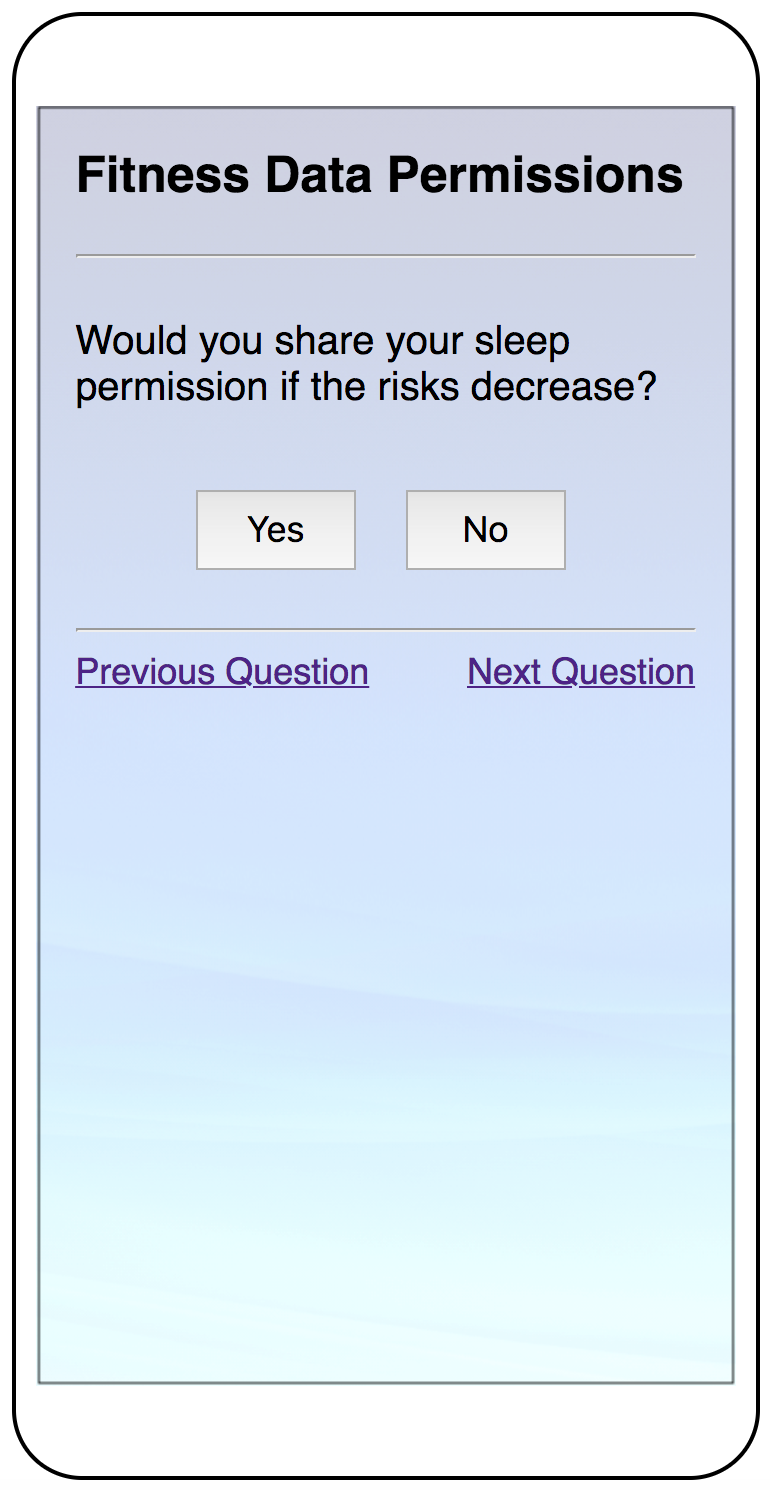 Fitness Data Permissions
Would you share your sleep
permission if the risks decrease?
Yes No
Previous Question Next Question